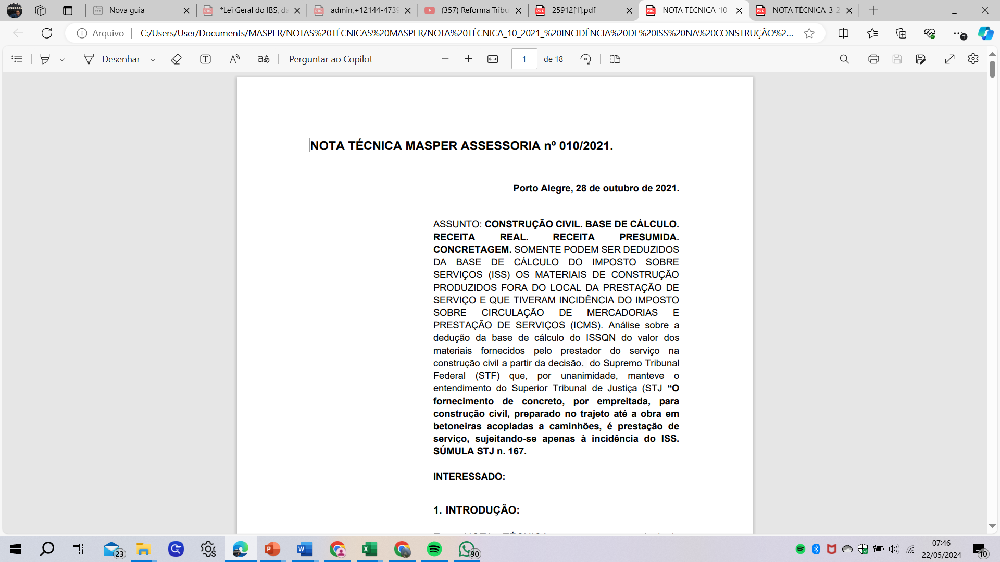 LIVERPOOL
Nova guia
*Lei Geral do IBS, da
admin,+12144-4739
(357) Reforma Tribu
25912[1].pdf
NOTA TÉCNICA_10_
NOTA TÉCNICA_3_2
Arquivo
C:/Users/User/Documents/MASPER/NOTAS%20TÉCNICAS%20MASPER/NOTA%20TÉCNICA_10_2021_%20INCIDÊNCIA%20DE%20ISS%20NA%20CONSTRUÇÃO%2...
Desenhar
aあ
Perguntar ao Copilot
1
de 18
NOTA TÉCNICA MASPER ASSESSORIA nº 010/2021.
Porto Alegre, 28 de outubro de 2021.
ASSUNTO: CONSTRUÇÃO CIVIL. BASE DE CÁLCULO.
RECEITA REAL. RECEITA PRESUMIDA.
CONCRETAGEM. SOMENTE PODEM SER DEDUZIDOS
DA BASE DE CÁLCULO DO IMPOSTO SOBRE
SERVIÇOS (ISS) OS MATERIAIS DE CONSTRUÇÃO
PRODUZIDOS FORA DO LOCAL DA PRESTAÇÃO DE
SERVIÇO E QUE TIVERAM INCIDÊNCIA DO IMPOSTO
SOBRE CIRCULAÇÃO DE MERCADORIAS E
PRESTAÇÃO DE SERVIÇOS (ICMS). Análise sobre a
dedução da base de cálculo do ISSQN do valor dos
materiais fornecidos pelo prestador do serviço na
construção civil a partir da decisão. do Supremo Tribunal
Federal (STF) que, por unanimidade, manteve o
entendimento do Superior Tribunal de Justiça (STJ “O
fornecimento de concreto, por empreitada, para
construção civil, preparado no trajeto até a obra em
betoneiras acopladas a caminhões, é prestação de
serviço, sujeitando-se apenas à incidência do ISS.
SÚMULA STJ n. 167.
INTERESSADO:
1. INTRODUÇÃO:
23
90
07:46
22/05/2024
10